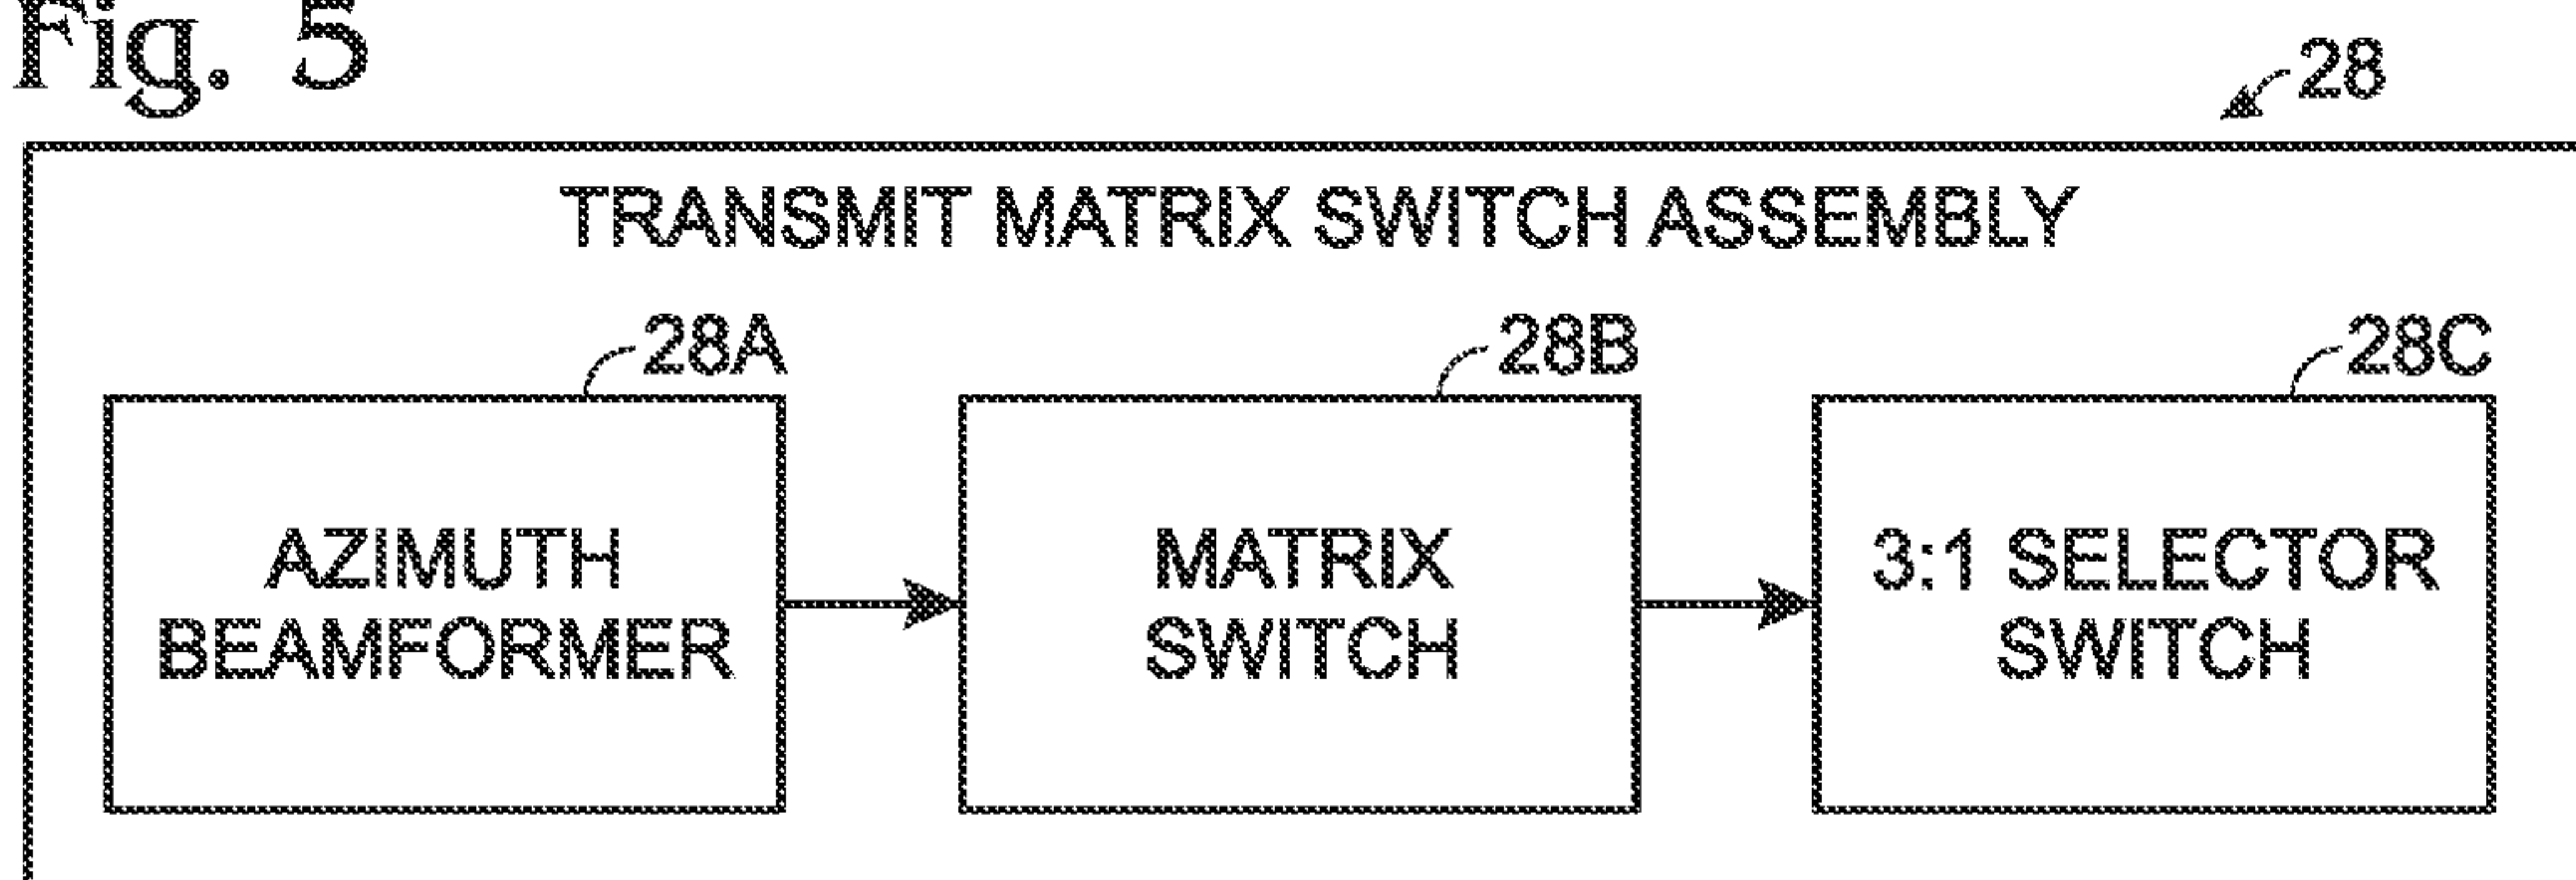 Fig. 5
28
TRANSMIT MATRIX SWITCH ASSEMBLY
28A
28B
28C
AZIMUTH
BEAMFORMER
MATRIX
SWITCH
3:1 SELECTOR
SWITCH